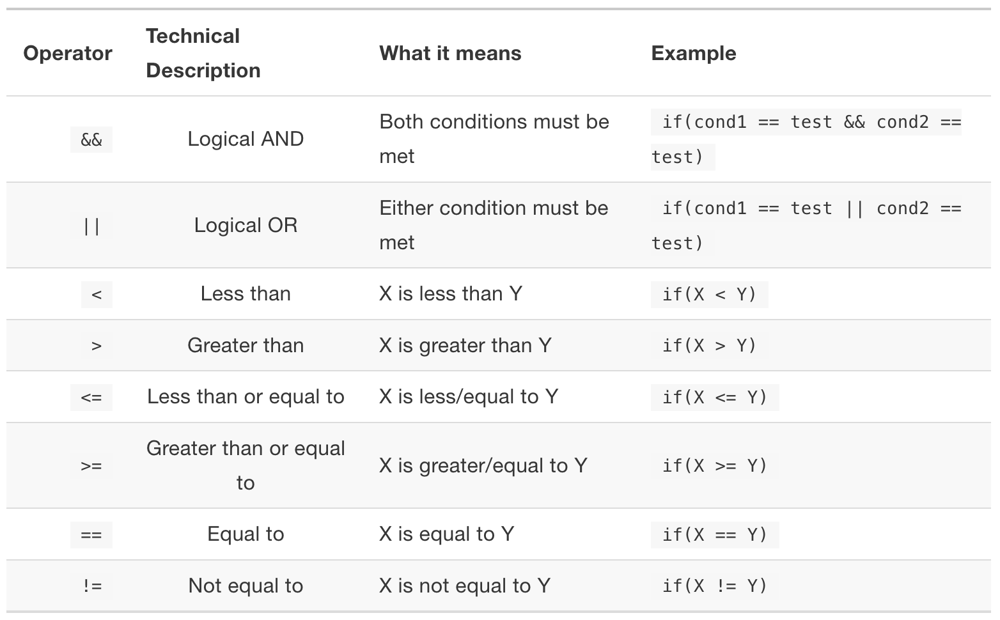 Operator
Technical
Description
What it means
Example
&&
Logical AND
Both conditions must be
met
if(cond1 == test && cond2 ==
test)
||
Logical OR
Either condition must be
met
if(cond1 == test || cond2 ==
test)
<
Less than
X is less than Y
if(X < Y)
>
Greater than
X is greater than Y
if(X > Y)
<=
Less than or equal to
X is less/equal to Y
if(X <= Y)
>=
Greater than or equal
to
X is greater/equal to Y
if(X >= Y)
==
Equal to
X is equal to Y
if(X == Y)
!=
Not equal to
X is not equal to Y
if(X != Y)